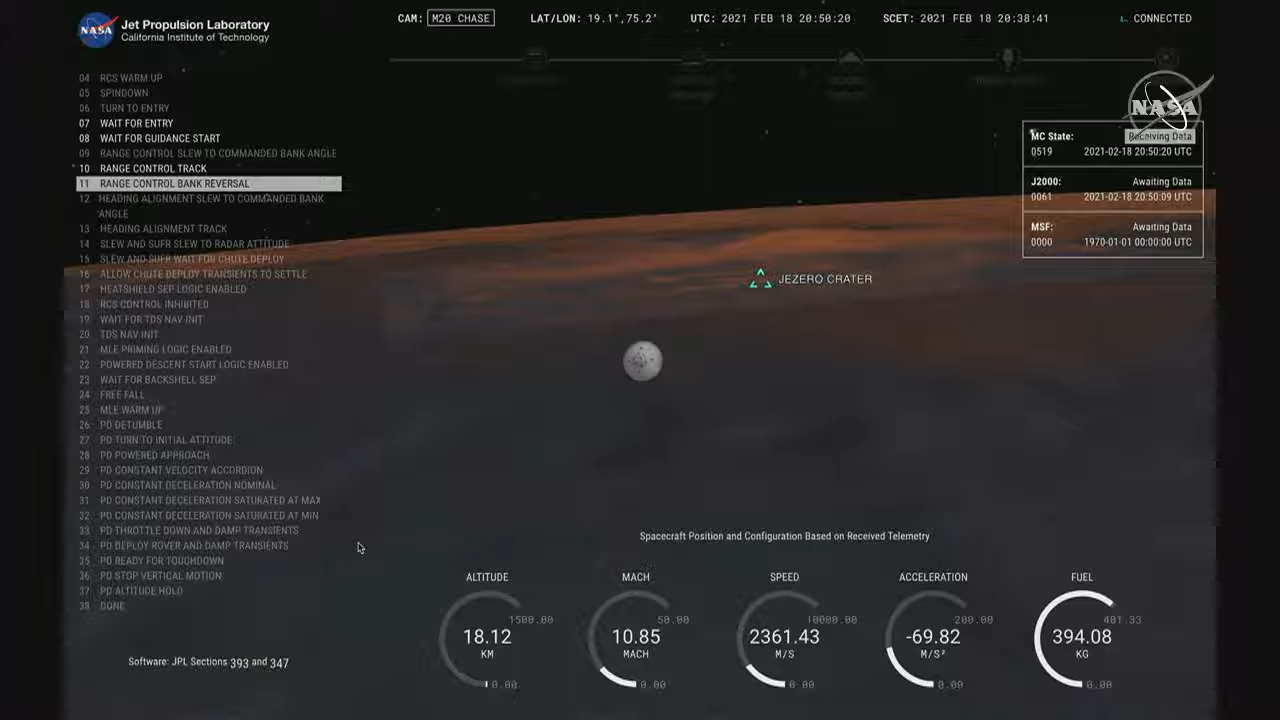 Jet Propulsion Laboratory
California Institute of Technology
NASA
CAM: M20 CHASE LAT/LON: 19.1°,75.2° UTC: 2021 FEB 18 20:50:20 SCET: 2021 FEB 18 20:38:41 CONNECTED
04 RCS WARM UP
05 SPINDOWN
06 TURN TO ENTRY
07 WAIT FOR ENTRY
08 WAIT FOR GUIDANCE START
09 RANGE CONTROL SLEW TO COMMANDED BANK ANGLE
10 RANGE CONTROL TRACK
11 RANGE CONTROL BANK REVERSAL
12 HEADING ALIGNMENT SLEW TO COMMANDED BANK
ANGLE
13 HEADING ALIGNMENT TRACK
14 SLEW AND SUFR SLEW TO RADAR ATTITUDE
15 SLEW AND SUFR WAIT FOR CHUTE DEPLOY
16 ALLOW CHUTE DEPLOY TRANSIENTS TO SETTLE
17 HEATSHIELD SEP LOGIC ENABLED
18 RCS CONTROL INHIBITED
19 WAIT FOR TDS NAV INIT
20 TDS NAV INIT
21 MLE PRIMING LOGIC ENABLED
22 POWERED DESCENT START LOGIC ENABLED
23 WAIT FOR BACKSHELL SEP
24 FREE FALL
25 MLE WARM UP
26 PD DETUMBLE
27 PD TURN TO INITIAL ATTITUDE
28 PD POWERED APPROACH
29 PD CONSTANT VELOCITY ACCORDION
30 PD CONSTANT DECELERATION NOMINAL
31 PD CONSTANT DECELERATION SATURATED AT MAX
32 PD CONSTANT DECELERATION SATURATED AT MIN
33 PD THROTTLE DOWN AND DAMP TRANSIENTS
34 PD DEPLOY ROVER AND DAMP TRANSIENTS
35 PD READY FOR TOUCHDOWN
36 PD STOP VERTICAL MOTION
37 PD ALTITUDE HOLD
38 DONE
Software: JPL Sections 393 and 347
NASA
MC State: Receiving Data
0519 2021-02-18 20:50:20 UTC
J2000: Awaiting Data
0061 2021-02-18 20:50:09 UTC
MSF: Awaiting Data
0000 1970-01-01 00:00:00 UTC
JEZERO CRATER
Spacecraft Position and Configuration Based on Received Telemetry
ALTITUDE MACH SPEED ACCELERATION FUEL
1500.00 50.00 10000.00 200.00 401.33
18.12 10.85 2361.43 -69.82 394.08
KM MACH M/S M/S² KG
0.00 0.00 0.00 0.00 0.00